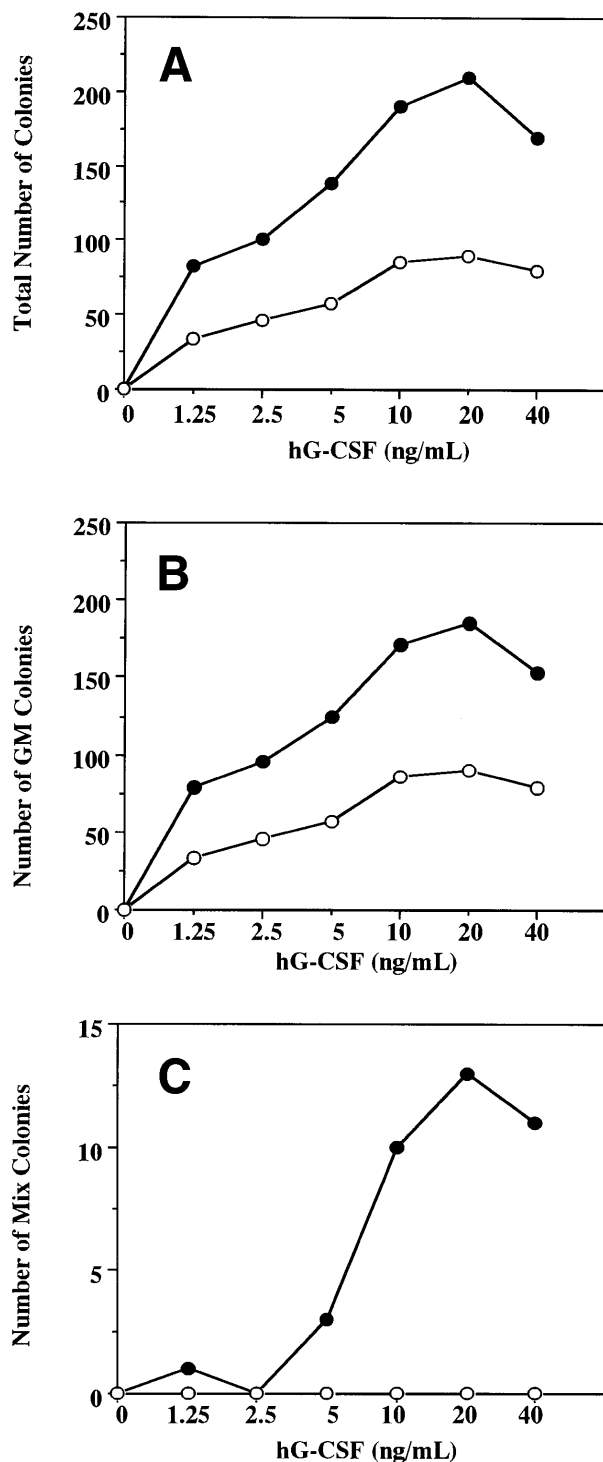 A
Total Number of Colonies
250
200
150
100
50
0
0 1.25 2.5 5 10 20 40
hG-CSF (ng/mL)
B
Number of GM Colonies
250
200
150
100
50
0
0 1.25 2.5 5 10 20 40
hG-CSF (ng/mL)
C
Number of Mix Colonies
15
10
5
0
0 1.25 2.5 5 10 20 40
hG-CSF (ng/mL)